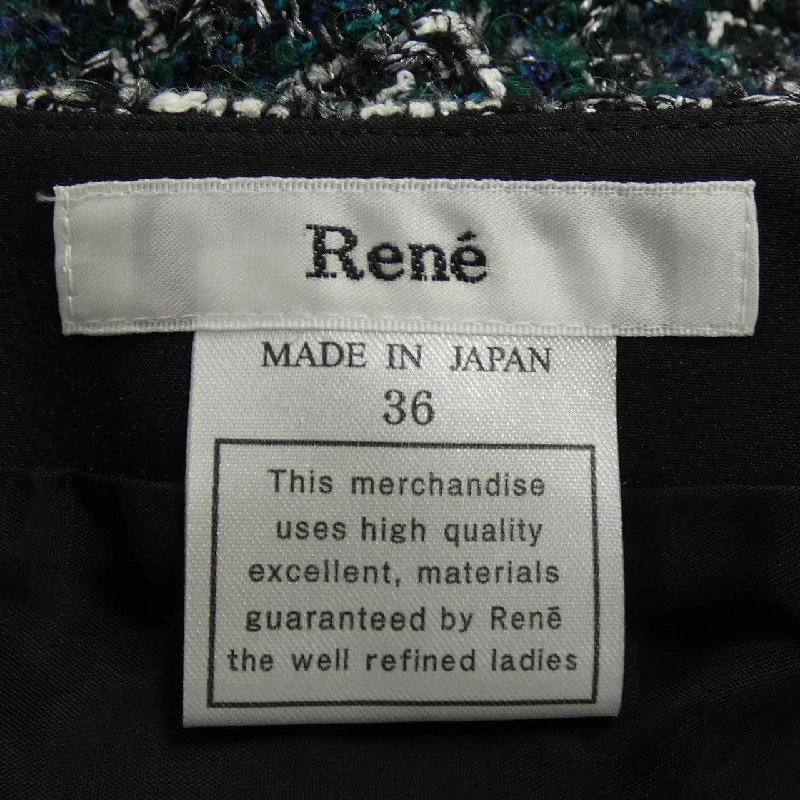 René
MADE IN JAPAN
36
This merchandise
uses high quality
excellent, materials
guaranteed by Renē
the well refined ladies